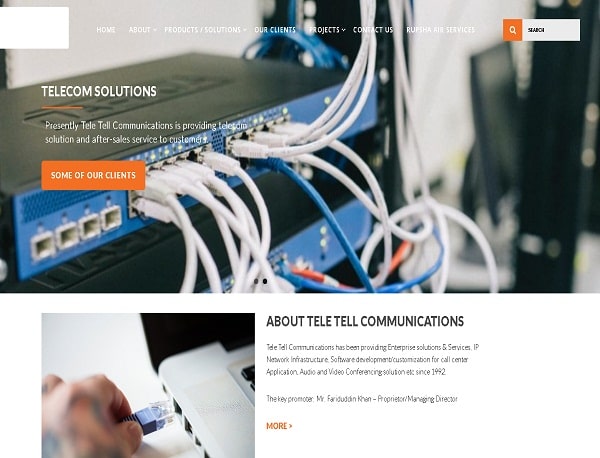 HOME ABOUT PRODUCTS / SOLUTIONS OUR CLIENTS PROJECTS CONTACT US RUPSHA AIR SERVICES SEARCH
TELECOM SOLUTIONS
Presently Tele Tell Communications is providing telecom
solution and after-sales service to customers.
SOME OF OUR CLIENTS
ABOUT TELE TELL COMMUNICATIONS
Tele Tell Communications has been providing Enterprise solutions & Services, IP
Network Infrastructure, Software development/customization for call center
Application, Audio and Video Conferencing solution etc since 1992.
The key promoter: Mr. Fariduddin Khan – Proprietor/Managing Director
MORE >